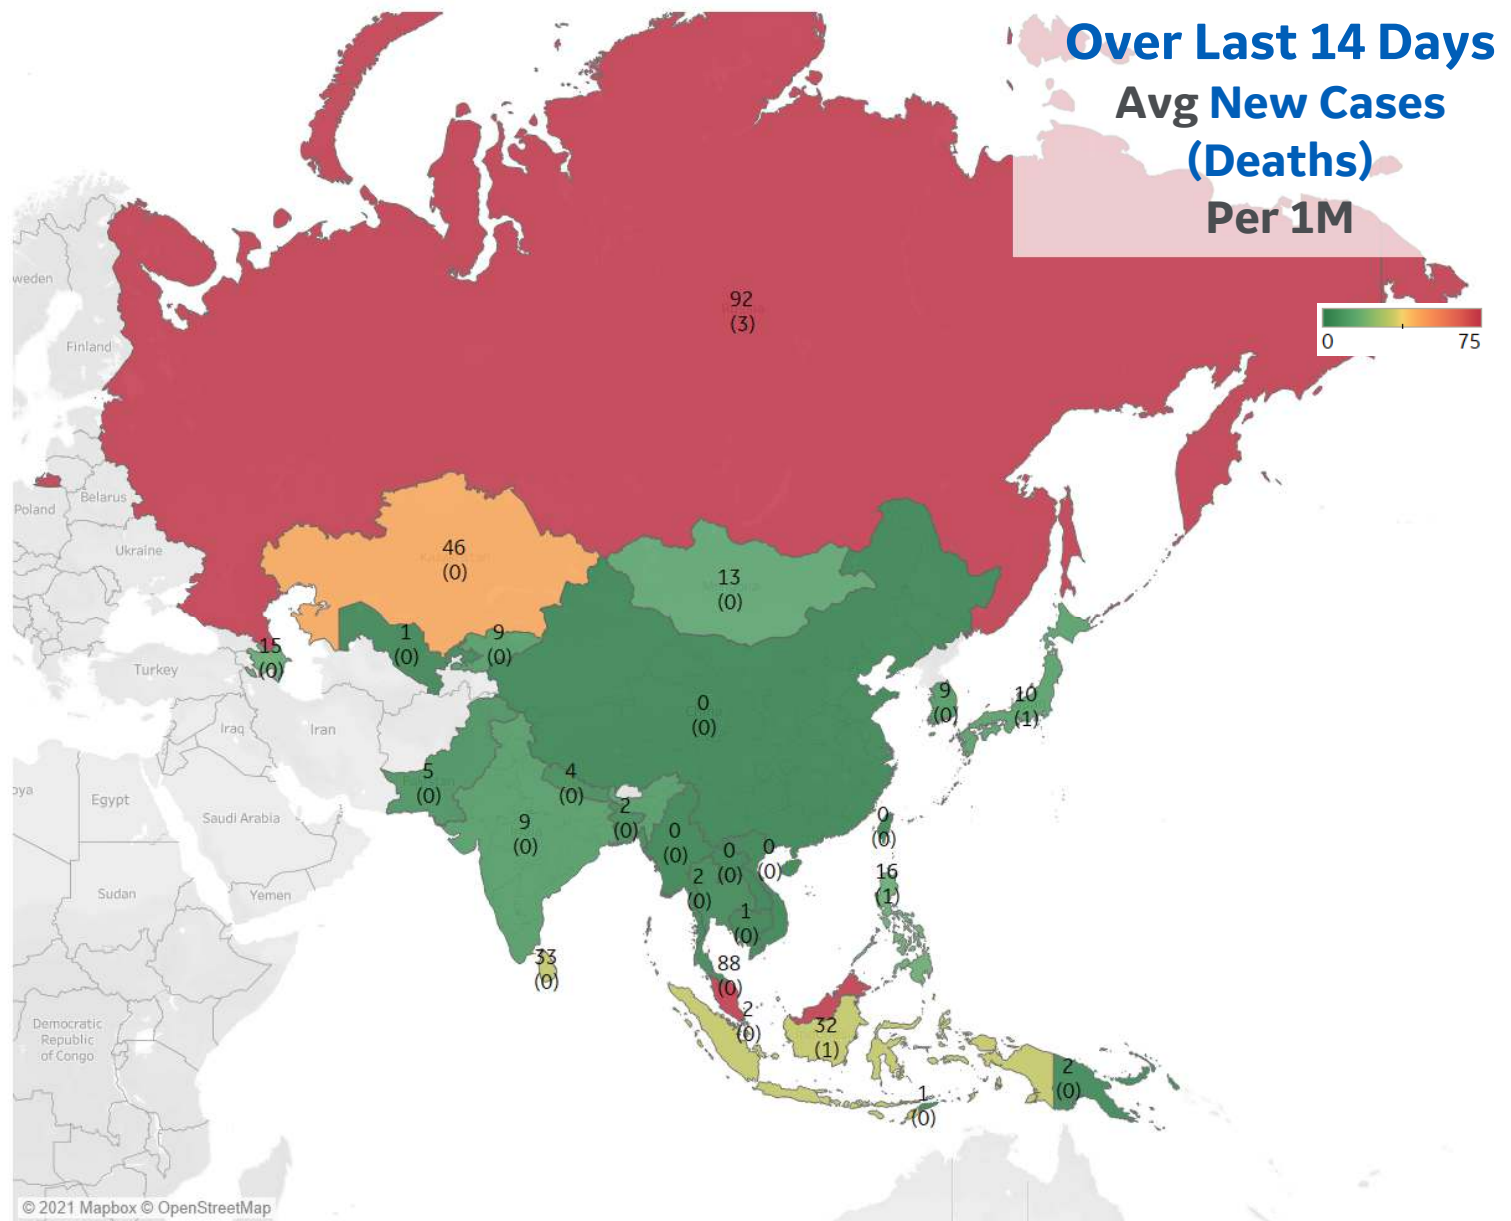 Over Last 14 Days
Avg New Cases
(Deaths)
Per 1M
0 75
92
(3)
weden
Finland
Poland
Belarus
Ukraine
46
(0)
13
(0)
1
(0)
9
(0)
15
(0)
Turkey
Iraq
Iran
0
(0)
9
(0)
10
(1)
5
(0)
4
(0)
2
(0)
9
(0)
0
(0)
0
(0)
0
(0)
0
(0)
2
(0)
1
(0)
16
(1)
oya
Egypt
Saudi Arabia
Sudan
Yemen
33
(0)
88
(0)
2
(0)
32
(1)
1
(0)
2
(0)
Democratic
Republic
of Congo
© 2021 Mapbox © OpenStreetMap